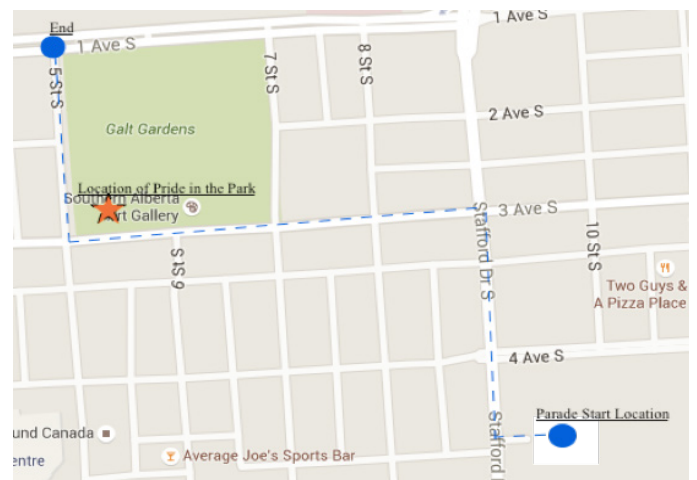 End
1 Ave S
1 Ave S
5 St S
7 St S
8 St S
2 Ave S
Galt Gardens
Location of Pride in the Park
Southern Alberta
Art Gallery
3 Ave S
Stafford Dr S
10 St S
6 St S
Two Guys &
A Pizza Place
4 Ave S
Parade Start Location
Stafford
und Canada
entre
Average Joe's Sports Bar